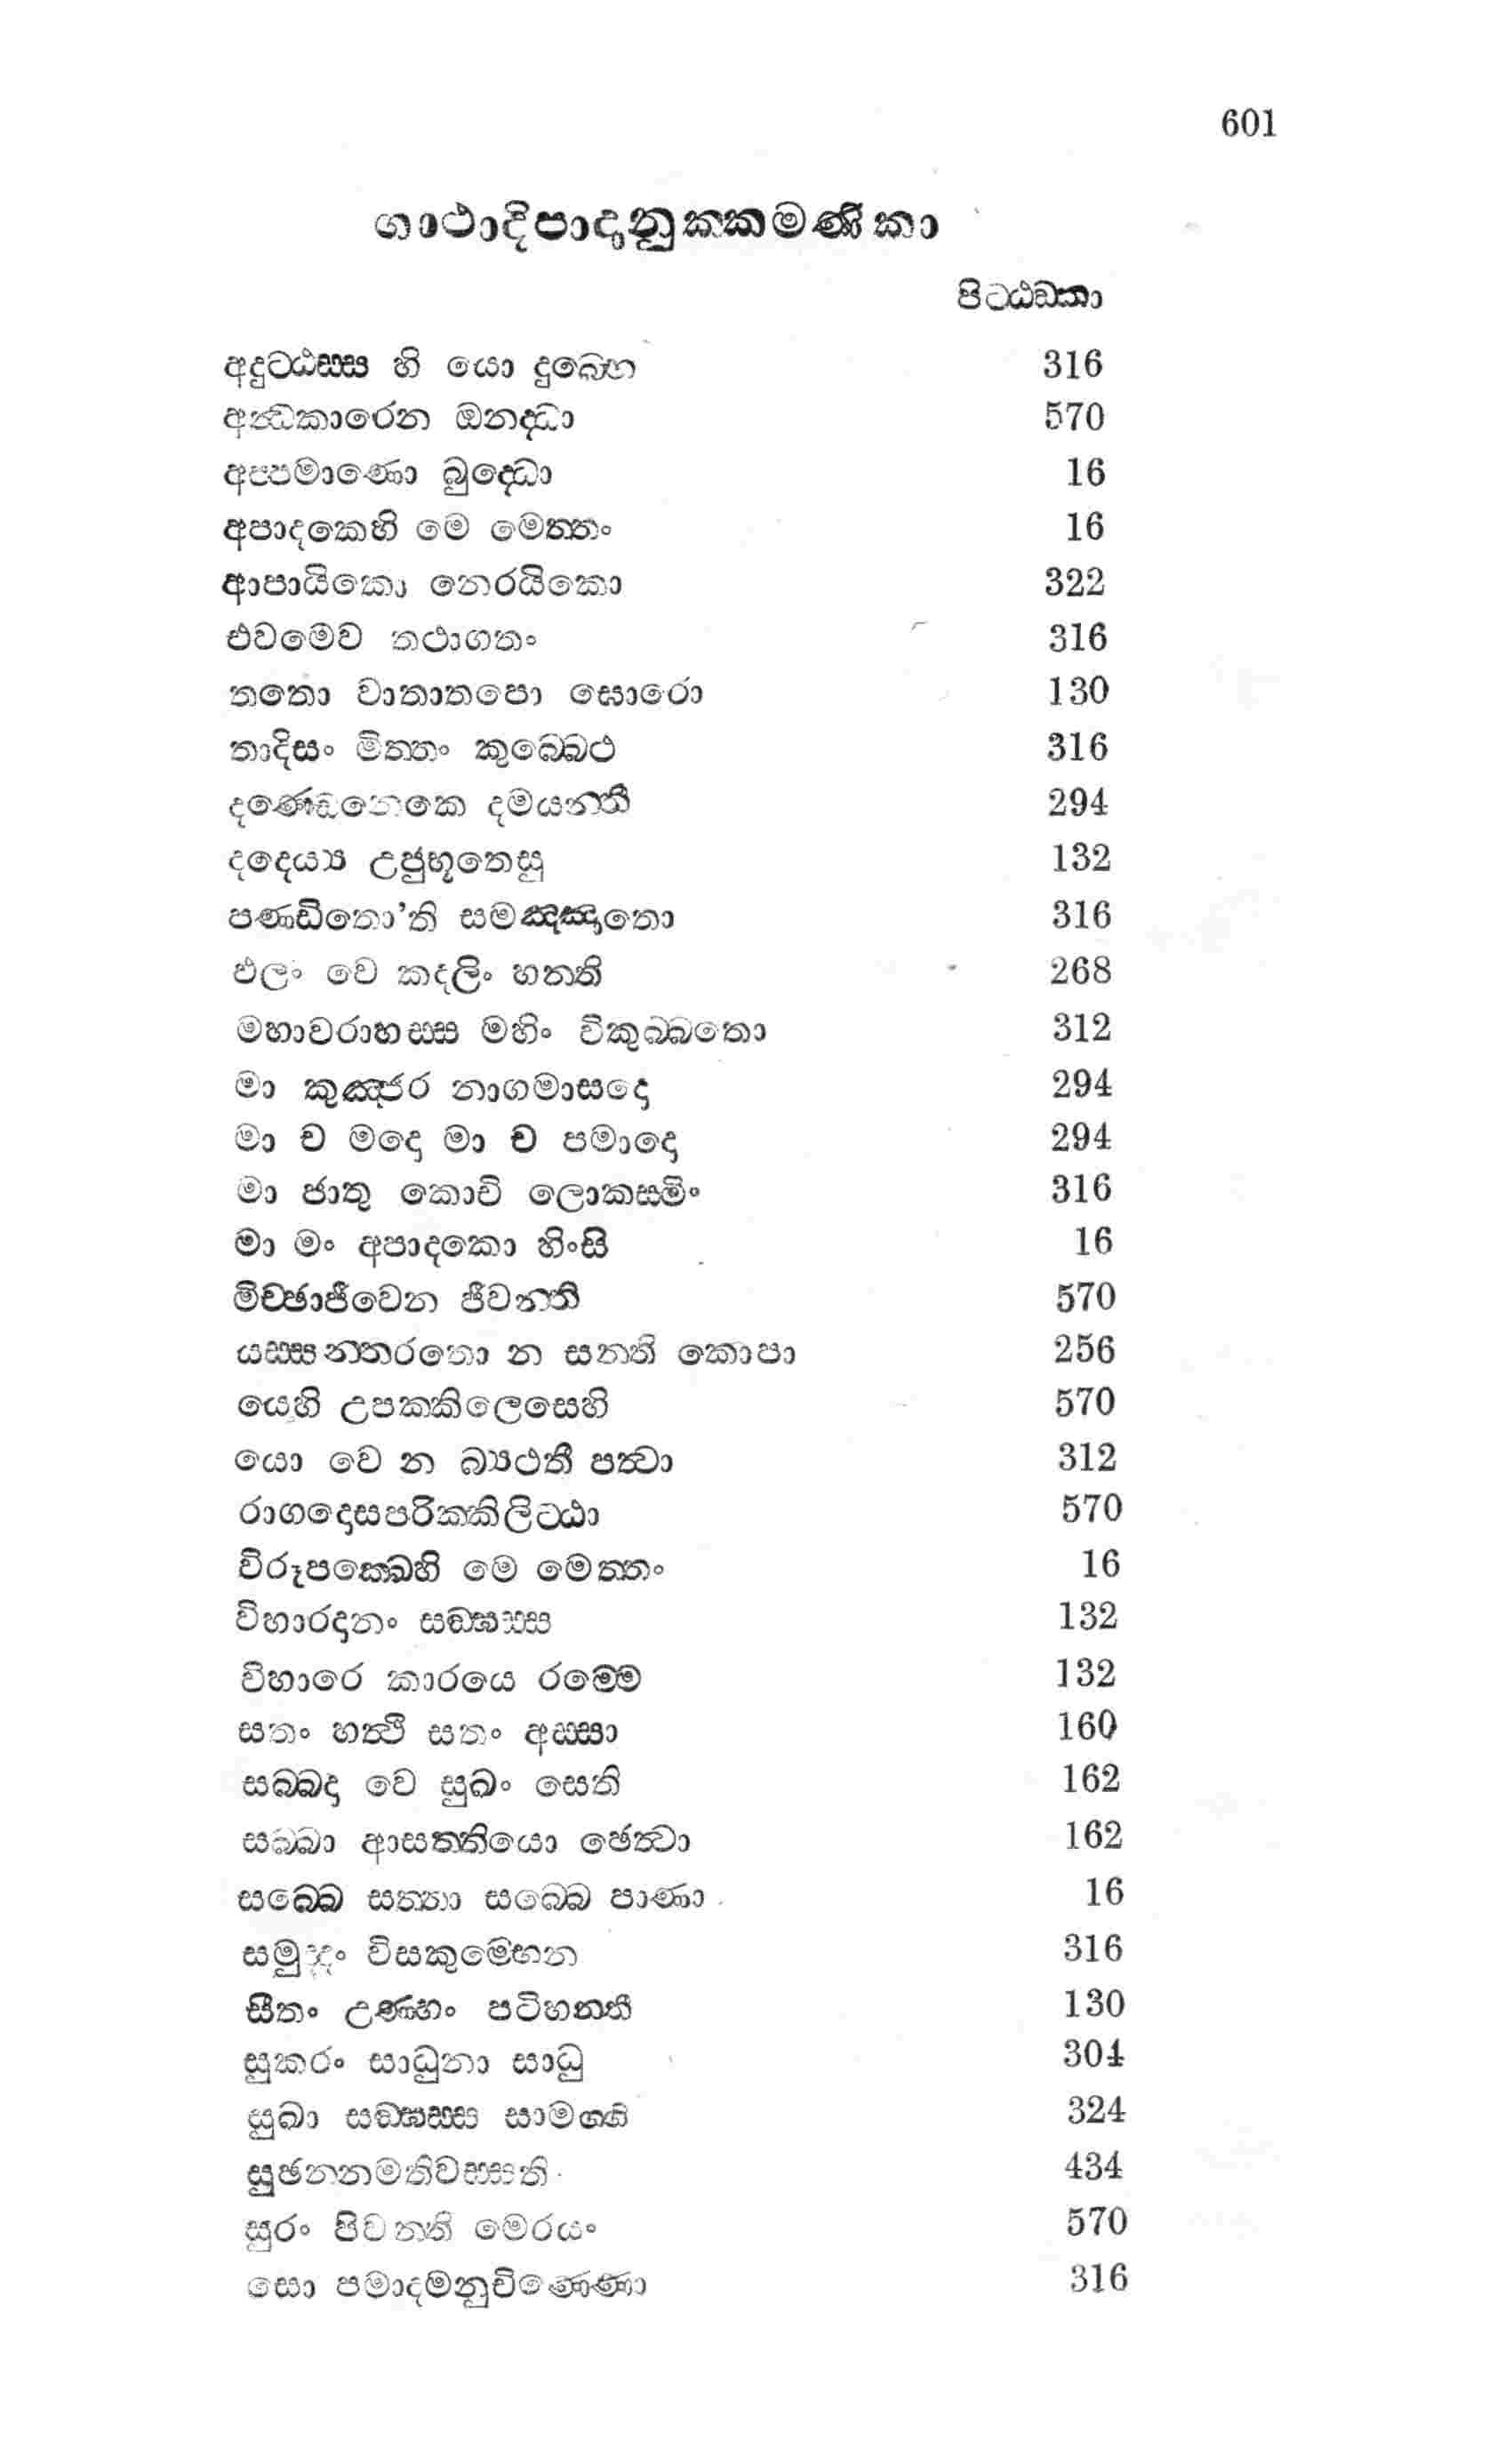 601
ගාථාදිපාදානුක්කමණිකා
පිට්ඨඞ්කා
අදුට්ඨස්ස හි යො දුබ්භෙ 316
අන්ධකාරෙන ඔනද්ධා 570
අප්පමාණො බුද්ධො 16
අපාදකෙහි මෙ මෙත්තං 16
ආපායිකො නෙරයිකො 322
එවමෙව තථාගතං 316
තතො වාතාතපො ඝොරො 130
තාදිසං මිත්තං කුබ්බෙථ 316
දණ්ඩෙනෙකෙ දමයන්තී 294
දදෙය්‍ය උජුභූතෙසු 132
පණ්ඩිතො’ති සමඤ්ඤාතො 316
ඵලං වෙ කදලිං හන්ති 268
මහාවරාහස්ස මහිං විකුබ්බතො 312
මා කුඤ්ජර නාගමාසදො 294
මා ච මදො මා ච පමාදො 294
මා ජාතු කොචි ලොකස්මිං 316
මා මං අපාදකො හිංසි 16
මිච්ඡාජීවෙන ජීවන්ති 570
යස්සන්තරතො න සන්ති කොපා 256
යෙහි උපක්කිලෙසෙහි 570
යො වෙ න බ්‍යථතී පත්වා 312
රාගදොසපරික්කිලිට්ඨා 570
විරූපක්ඛෙහි මෙ මෙත්තං 16
විහාරදානං සඞ්ඝස්ස 132
විහාරෙ කාරයෙ රම්මෙ 132
සතං හත්ථී සතං අස්සා 160
සබ්බදා වෙ සුඛං සෙති 162
සබ්බා ආසත්තියො ඡෙත්වා 162
සබ්බෙ සත්තා සබ්බෙ පාණා 16
සමුද්දං විසකුම්භෙන 316
සීතං උණ්හං පටිහන්තී 130
සුකරං සාධුනා සාධු 304
සුඛා සඞ්ඝස්ස සාමග්ගි 324
සුඡන්නමතිවස්සති 434
සුරං පිවන්ති මෙරයං 570
සො පමාදමනුචිණ්ණො 316